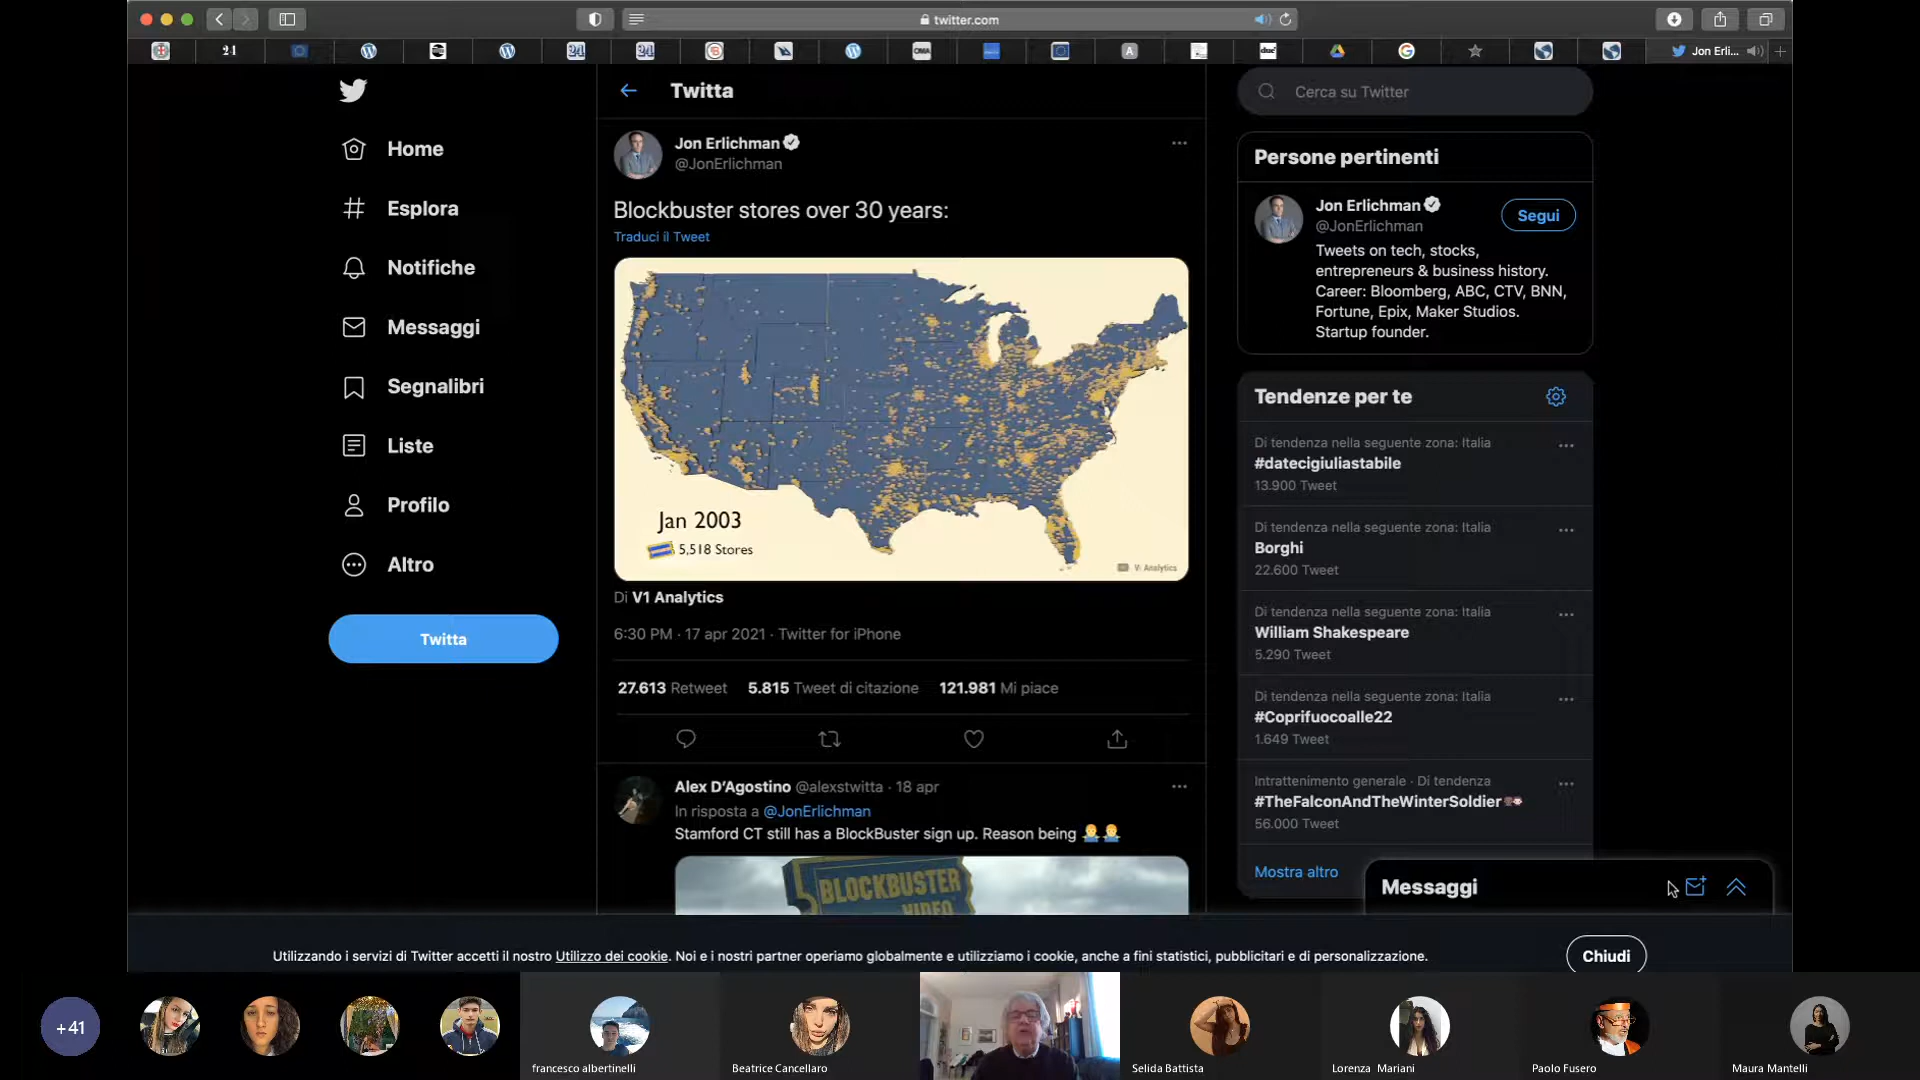 twitter.com
Jon Erli...
Home
Esplora
Notifiche
Messaggi
Segnalibri
Liste
Profilo
Altro
Twitta
Twitta
Jon Erlichman
@JonErlichman
Blockbuster stores over 30 years:
Traduci il Tweet
Jan 2003
5,518 Stores
V1 Analytics
Di V1 Analytics
6:30 PM · 17 apr 2021 · Twitter for iPhone
27.613 Retweet 5.815 Tweet di citazione 121.981 Mi piace
Alex D'Agostino @alexstwitta · 18 apr
In risposta a @JonErlichman
Stamford CT still has a BlockBuster sign up. Reason being
BLOCKBUSTER
VIDEO
Cerca su Twitter
Persone pertinenti
Jon Erlichman
@JonErlichman
Segui
Tweets on tech, stocks,
entrepreneurs & business history.
Career: Bloomberg, ABC, CTV, BNN,
Fortune, Epix, Maker Studios.
Startup founder.
Tendenze per te
Di tendenza nella seguente zona: Italia
#datecigiuliastabile
13.900 Tweet
Di tendenza nella seguente zona: Italia
Borghi
22.600 Tweet
Di tendenza nella seguente zona: Italia
William Shakespeare
5.290 Tweet
Di tendenza nella seguente zona: Italia
#Coprifuocoalle22
1.649 Tweet
Intrattenimento generale · Di tendenza
#TheFalconAndTheWinterSoldier
56.000 Tweet
Mostra altro
Messaggi
Utilizzando i servizi di Twitter accetti il nostro Utilizzo dei cookie. Noi e i nostri partner operiamo globalmente e utilizziamo i cookie, anche a fini statistici, pubblicitari e di personalizzazione.
Chiudi
+41
francesco albertinelli
Beatrice Cancellaro
Selida Battista
Lorenza Mariani
Paolo Fusero
Maura Mantelli